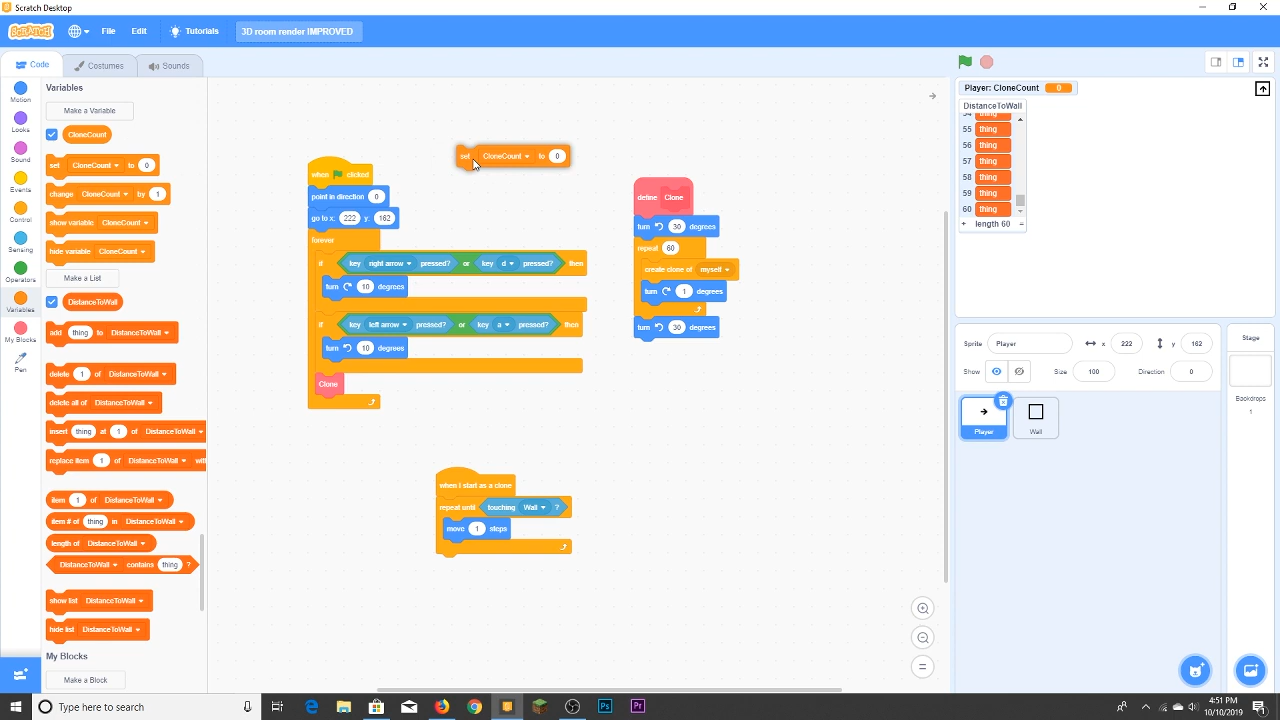 Scratch Desktop
SCRATCH File Edit Tutorials 3D room render IMPROVED
Code Costumes Sounds
Motion
Looks
Sound
Events
Control
Sensing
Operators
Variables
My Blocks
Pen
Variables
Make a Variable
CloneCount
set CloneCount to 0
change CloneCount by 1
show variable CloneCount
hide variable CloneCount
Make a List
DistanceToWall
add thing to DistanceToWall
delete 1 of DistanceToWall
delete all of DistanceToWall
insert thing at 1 of DistanceToWall
replace item 1 of DistanceToWall wit
item 1 of DistanceToWall
item # of thing in DistanceToWall
length of DistanceToWall
DistanceToWall contains thing ?
show list DistanceToWall
hide list DistanceToWall
My Blocks
Make a Block
set CloneCount to 0
when clicked
point in direction 0
go to x: 222 y: 162
forever
if key right arrow pressed? or key d pressed? then
turn 10 degrees
if key left arrow pressed? or key a pressed? then
turn 10 degrees
Clone
define Clone
turn 30 degrees
repeat 60
create clone of myself
turn 1 degrees
turn 30 degrees
when I start as a clone
repeat until touching Wall ?
move 1 steps
Player: CloneCount 0
DistanceToWall
54 thing
55 thing
56 thing
57 thing
58 thing
59 thing
60 thing
+ length 60 =
Sprite Player x 222 y 162
Show Size 100 Direction 0
Player
Wall
Stage
Backdrops
1
Type here to search
4:51 PM
10/10/2019